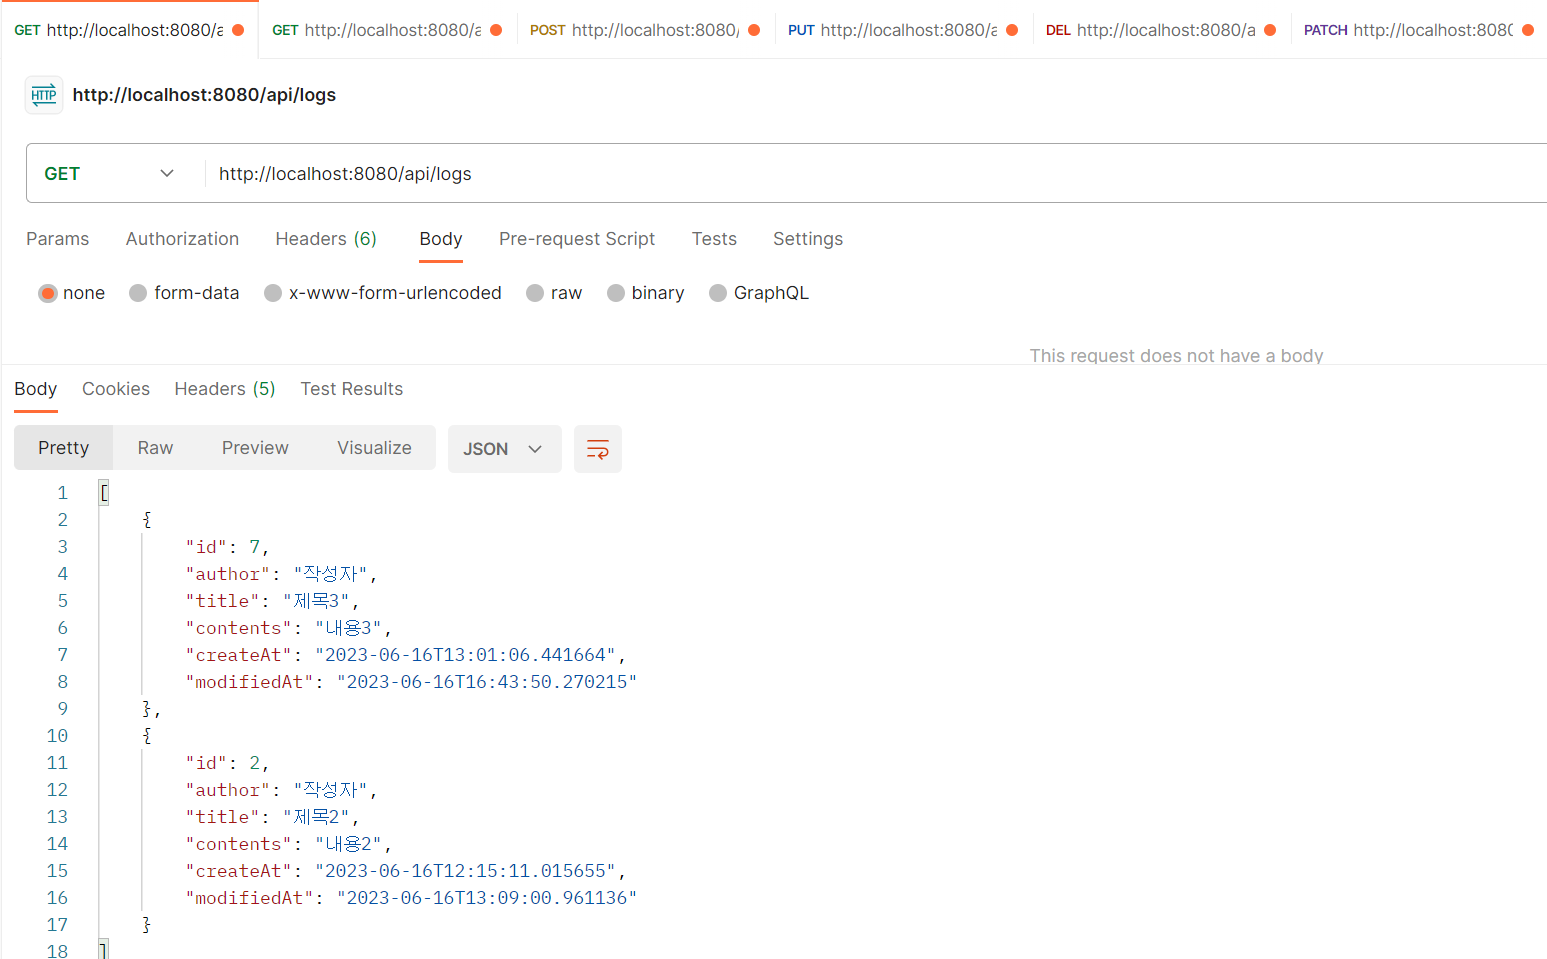 GET http://localhost:8080/a GET http://localhost:8080/a POST http://localhost:8080/ PUT http://localhost:8080/a DEL http://localhost:8080/a PATCH http://localhost:8080
HTTP http://localhost:8080/api/logs
GET http://localhost:8080/api/logs
Params Authorization Headers (6) Body Pre-request Script Tests Settings
none form-data x-www-form-urlencoded raw binary GraphQL
This request does not have a body
Body Cookies Headers (5) Test Results
Pretty Raw Preview Visualize JSON
1 [
2 {
3 "id": 7,
4 "author": "작성자",
5 "title": "제목3",
6 "contents": "내용3",
7 "createAt": "2023-06-16T13:01:06.441664",
8 "modifiedAt": "2023-06-16T16:43:50.270215"
9 },
10 {
11 "id": 2,
12 "author": "작성자",
13 "title": "제목2",
14 "contents": "내용2",
15 "createAt": "2023-06-16T12:15:11.015655",
16 "modifiedAt": "2023-06-16T13:09:00.961136"
17 }
18 ]